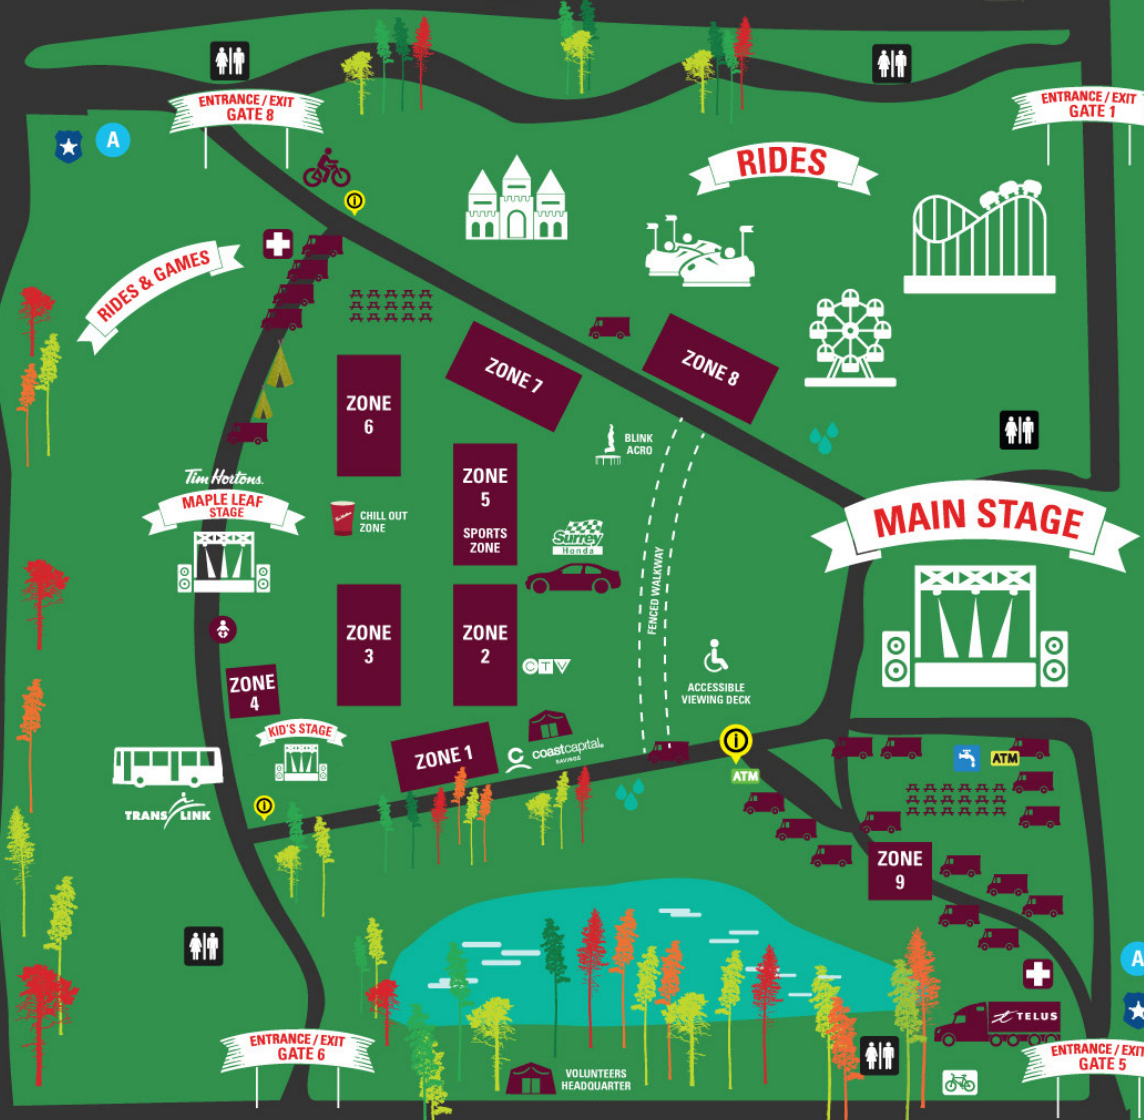 ENTRANCE / EXIT
GATE 8
ENTRANCE / EXIT
GATE 1
A
RIDES
RIDES & GAMES
ZONE 7
ZONE 8
ZONE
6
BLINK
ACRO
ZONE
5
SPORTS
ZONE
Tim Hortons.
MAPLE LEAF
STAGE
CHILL OUT
ZONE
Surrey
Honda
MAIN STAGE
FENCED WALKWAY
ZONE
3
ZONE
2
CTV
ZONE
4
ACCESSIBLE
VIEWING DECK
KID'S STAGE
ZONE 1
coastcapital
SAVINGS
TRANSLINK
ATM
ATM
ZONE
9
A
TELUS
ENTRANCE / EXIT
GATE 6
VOLUNTEERS
HEADQUARTER
ENTRANCE / EXIT
GATE 5